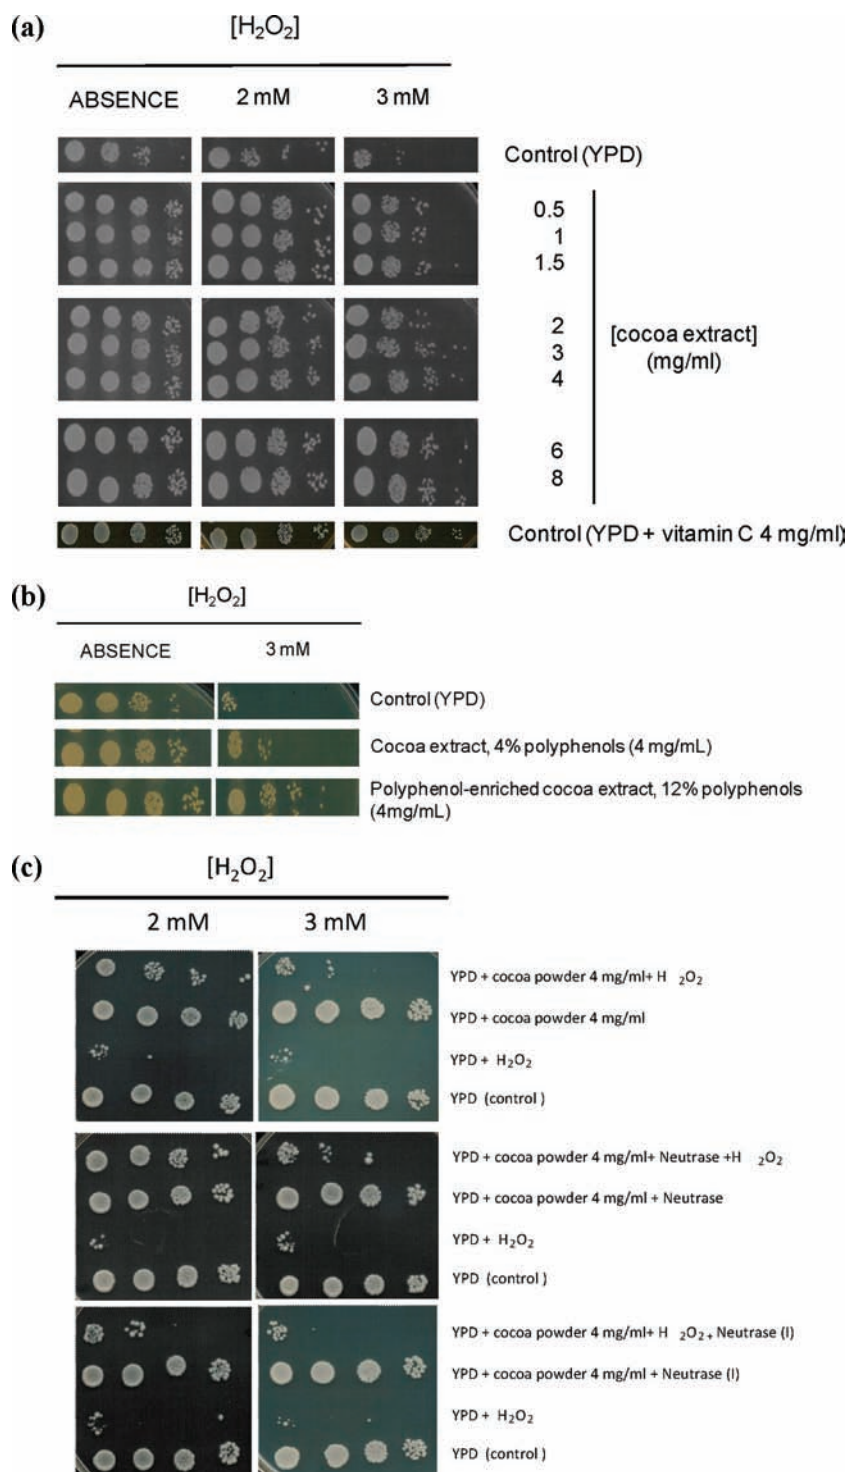 (a)
[H₂O₂]
ABSENCE 2 mM 3 mM
Control (YPD)
0.5
1
1.5
2
3
4
[cocoa extract]
(mg/ml)
6
8
Control (YPD + vitamin C 4 mg/ml)
(b)
[H₂O₂]
ABSENCE 3 mM
Control (YPD)
Cocoa extract, 4% polyphenols (4 mg/mL)
Polyphenol-enriched cocoa extract, 12% polyphenols
(4mg/mL)
(c)
[H₂O₂]
2 mM 3 mM
YPD + cocoa powder 4 mg/ml+ H ₂O₂
YPD + cocoa powder 4 mg/ml
YPD + H₂O₂
YPD (control )
YPD + cocoa powder 4 mg/ml+ Neutrase +H ₂O₂
YPD + cocoa powder 4 mg/ml + Neutrase
YPD + H₂O₂
YPD (control )
YPD + cocoa powder 4 mg/ml+ H ₂O₂ + Neutrase (I)
YPD + cocoa powder 4 mg/ml + Neutrase (I)
YPD + H₂O₂
YPD (control )